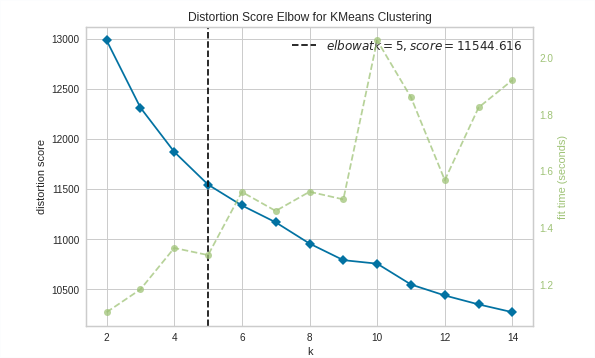 Distortion Score Elbow for KMeans Clustering
elbow at k = 5, score = 11544.616
13000
12500
12000
11500
11000
10500
distortion score
2.0
1.8
1.6
1.4
1.2
fit time (seconds)
2 4 6 8 10 12 14
k